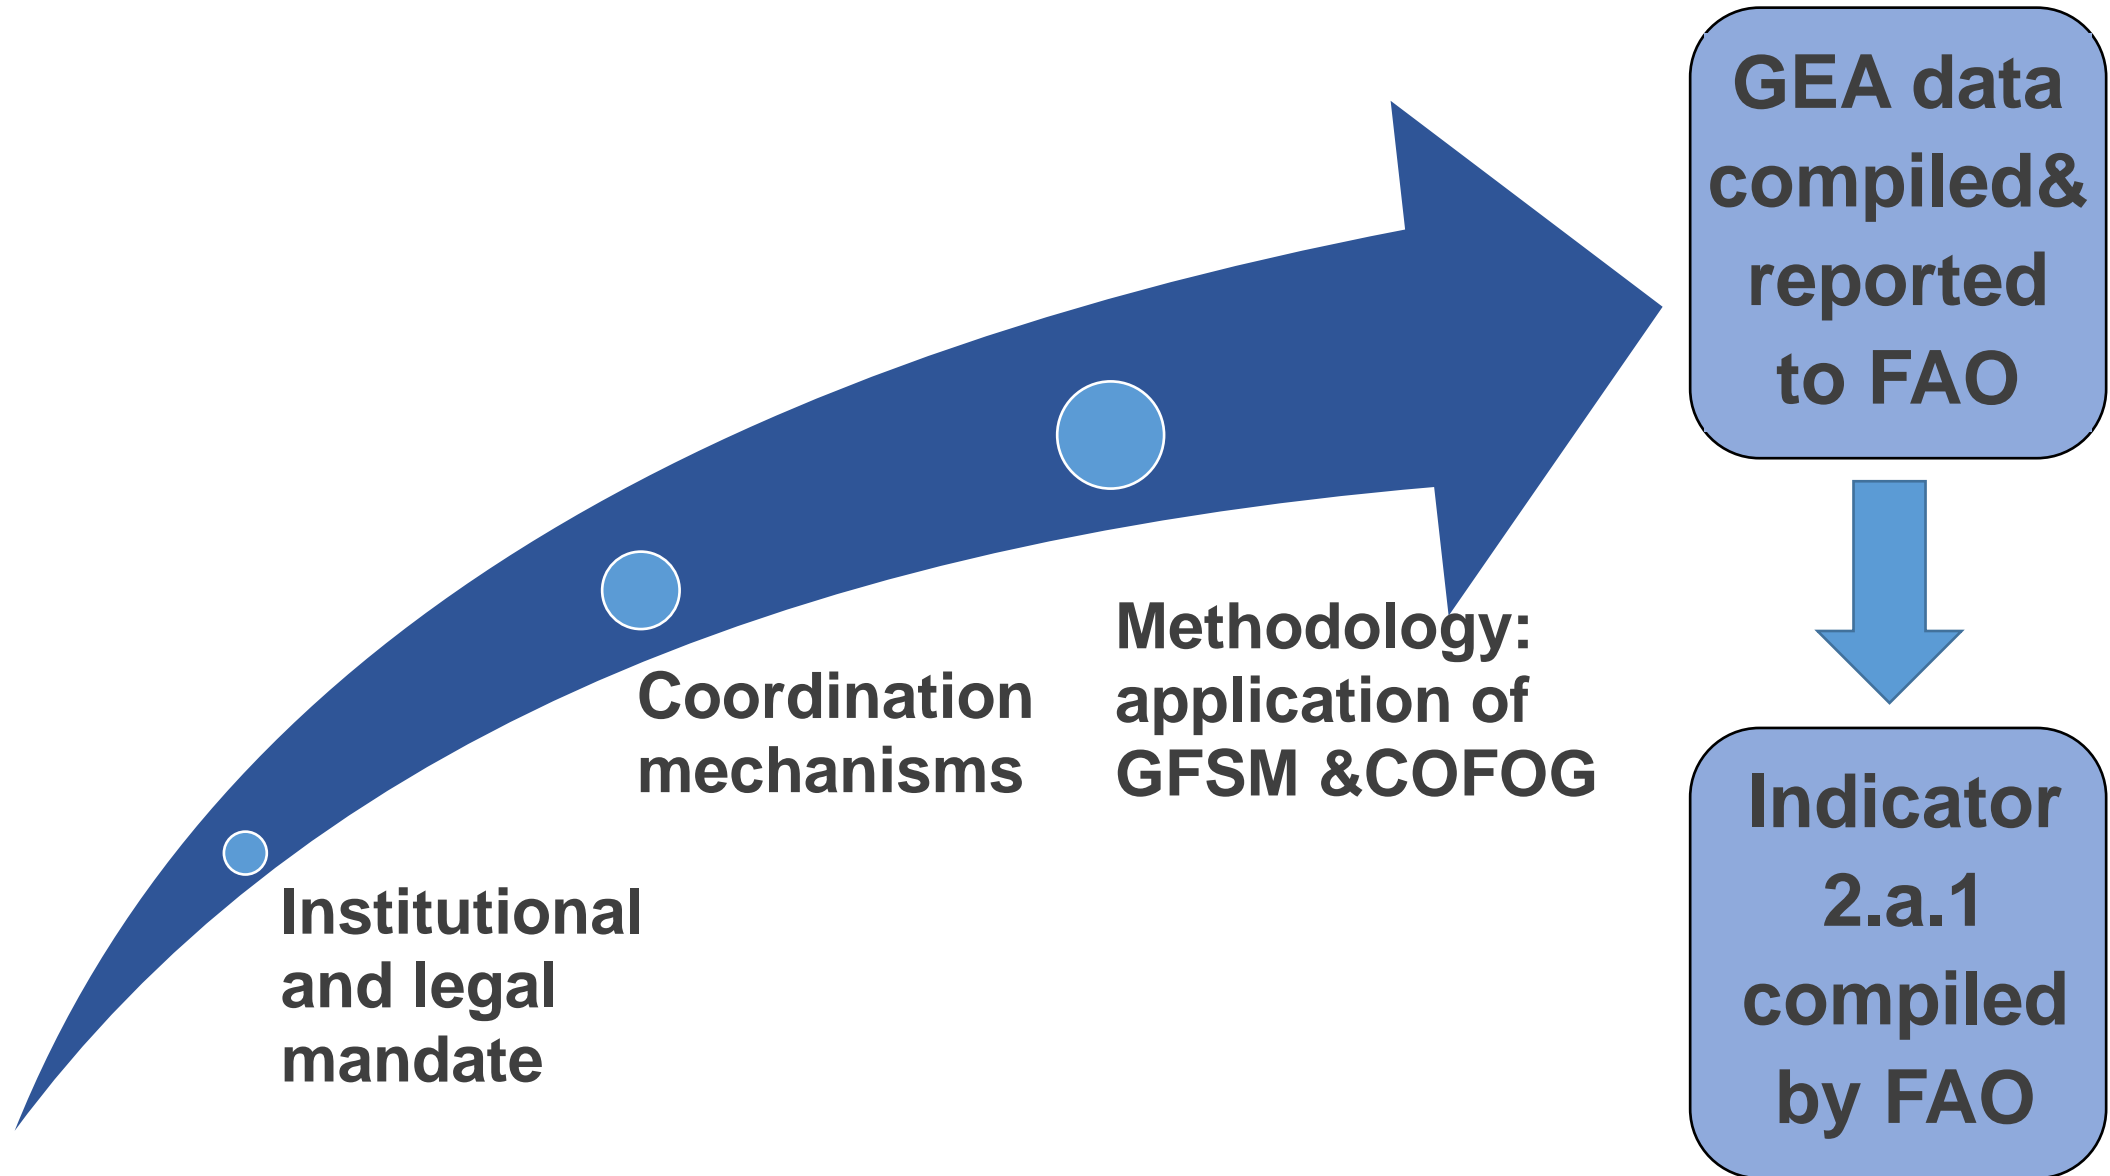 Institutional
and legal
mandate
Coordination
mechanisms
Methodology:
application of
GFSM &COFOG
GEA data
compiled&
reported
to FAO
Indicator
2.a.1
compiled
by FAO